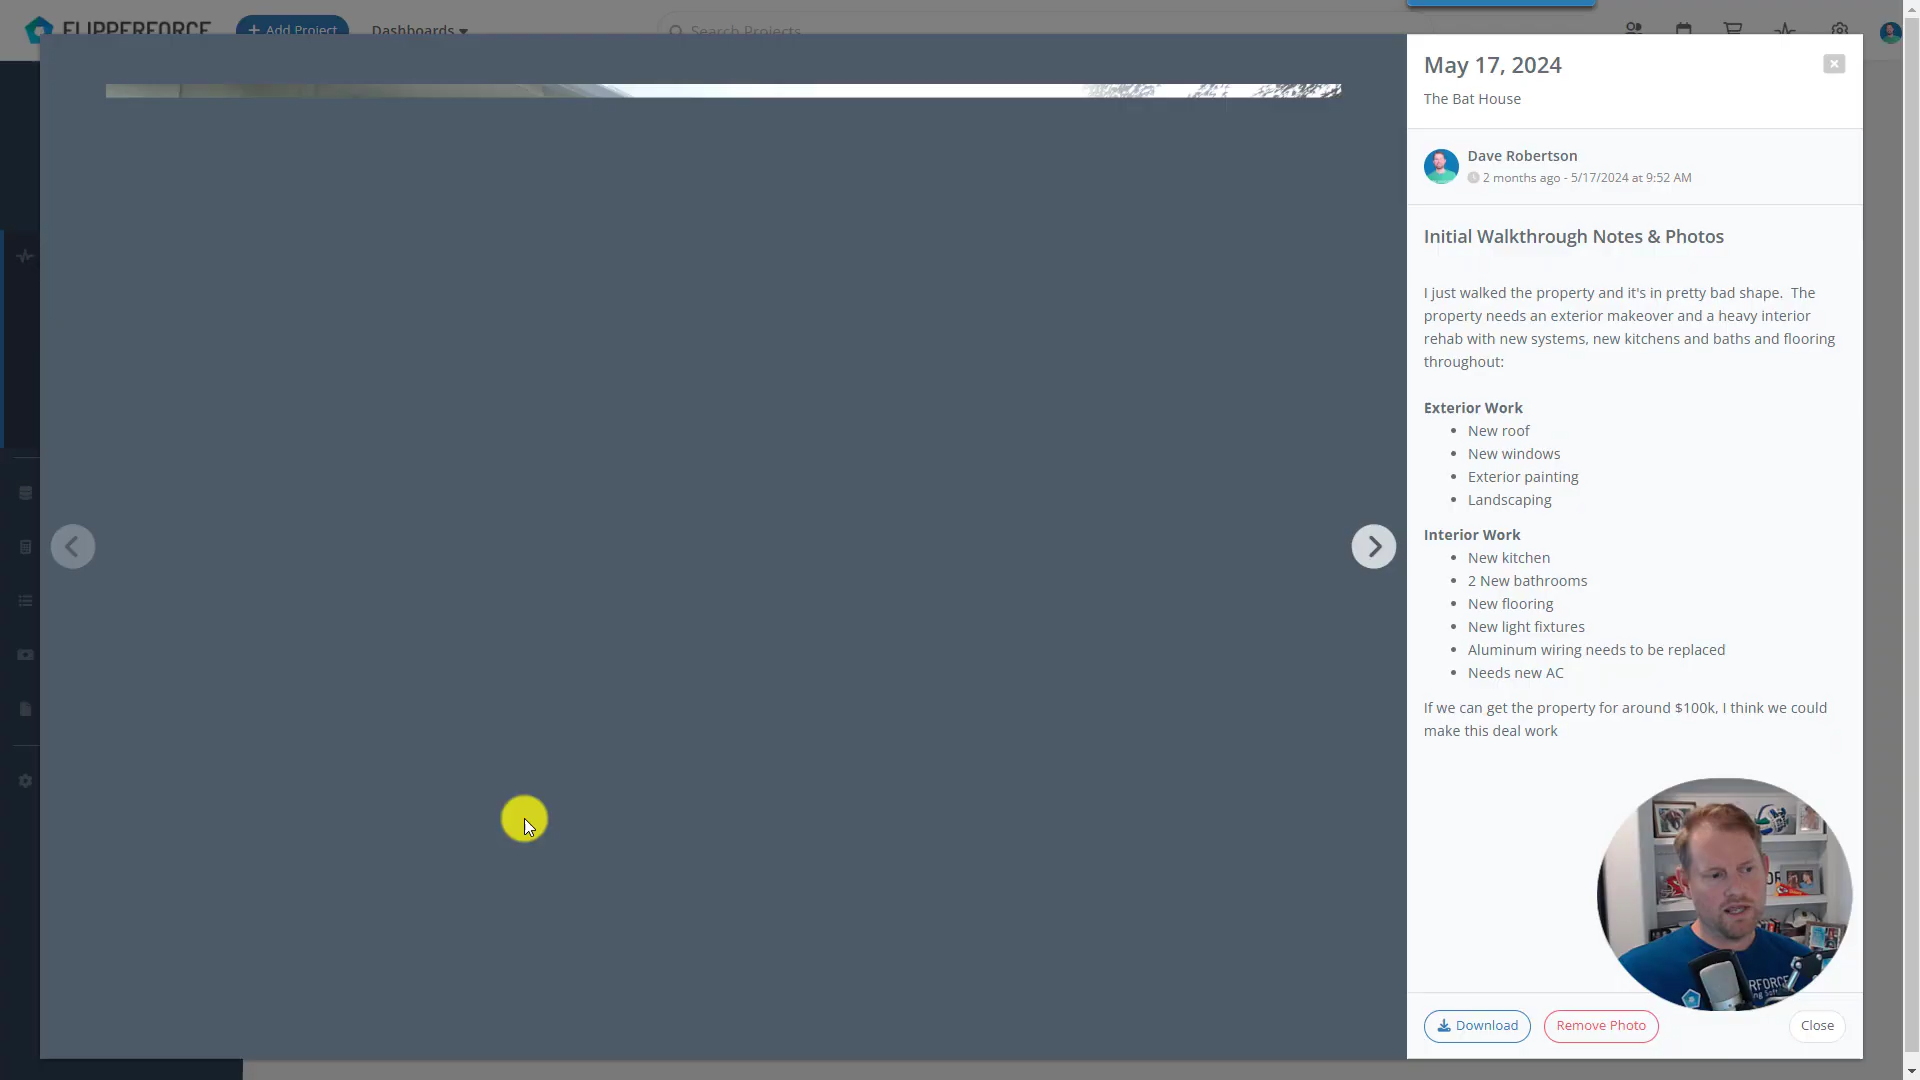 FLIPPERFORCE
+ Add Project
Dashboards
Search Projects
May 17, 2024
The Bat House
Dave Robertson
2 months ago - 5/17/2024 at 9:52 AM
Initial Walkthrough Notes & Photos
I just walked the property and it's in pretty bad shape. The
property needs an exterior makeover and a heavy interior
rehab with new systems, new kitchens and baths and flooring
throughout:
Exterior Work
• New roof
• New windows
• Exterior painting
• Landscaping
Interior Work
• New kitchen
• 2 New bathrooms
• New flooring
• New light fixtures
• Aluminum wiring needs to be replaced
• Needs new AC
If we can get the property for around $100k, I think we could
make this deal work
Download
Remove Photo
Close